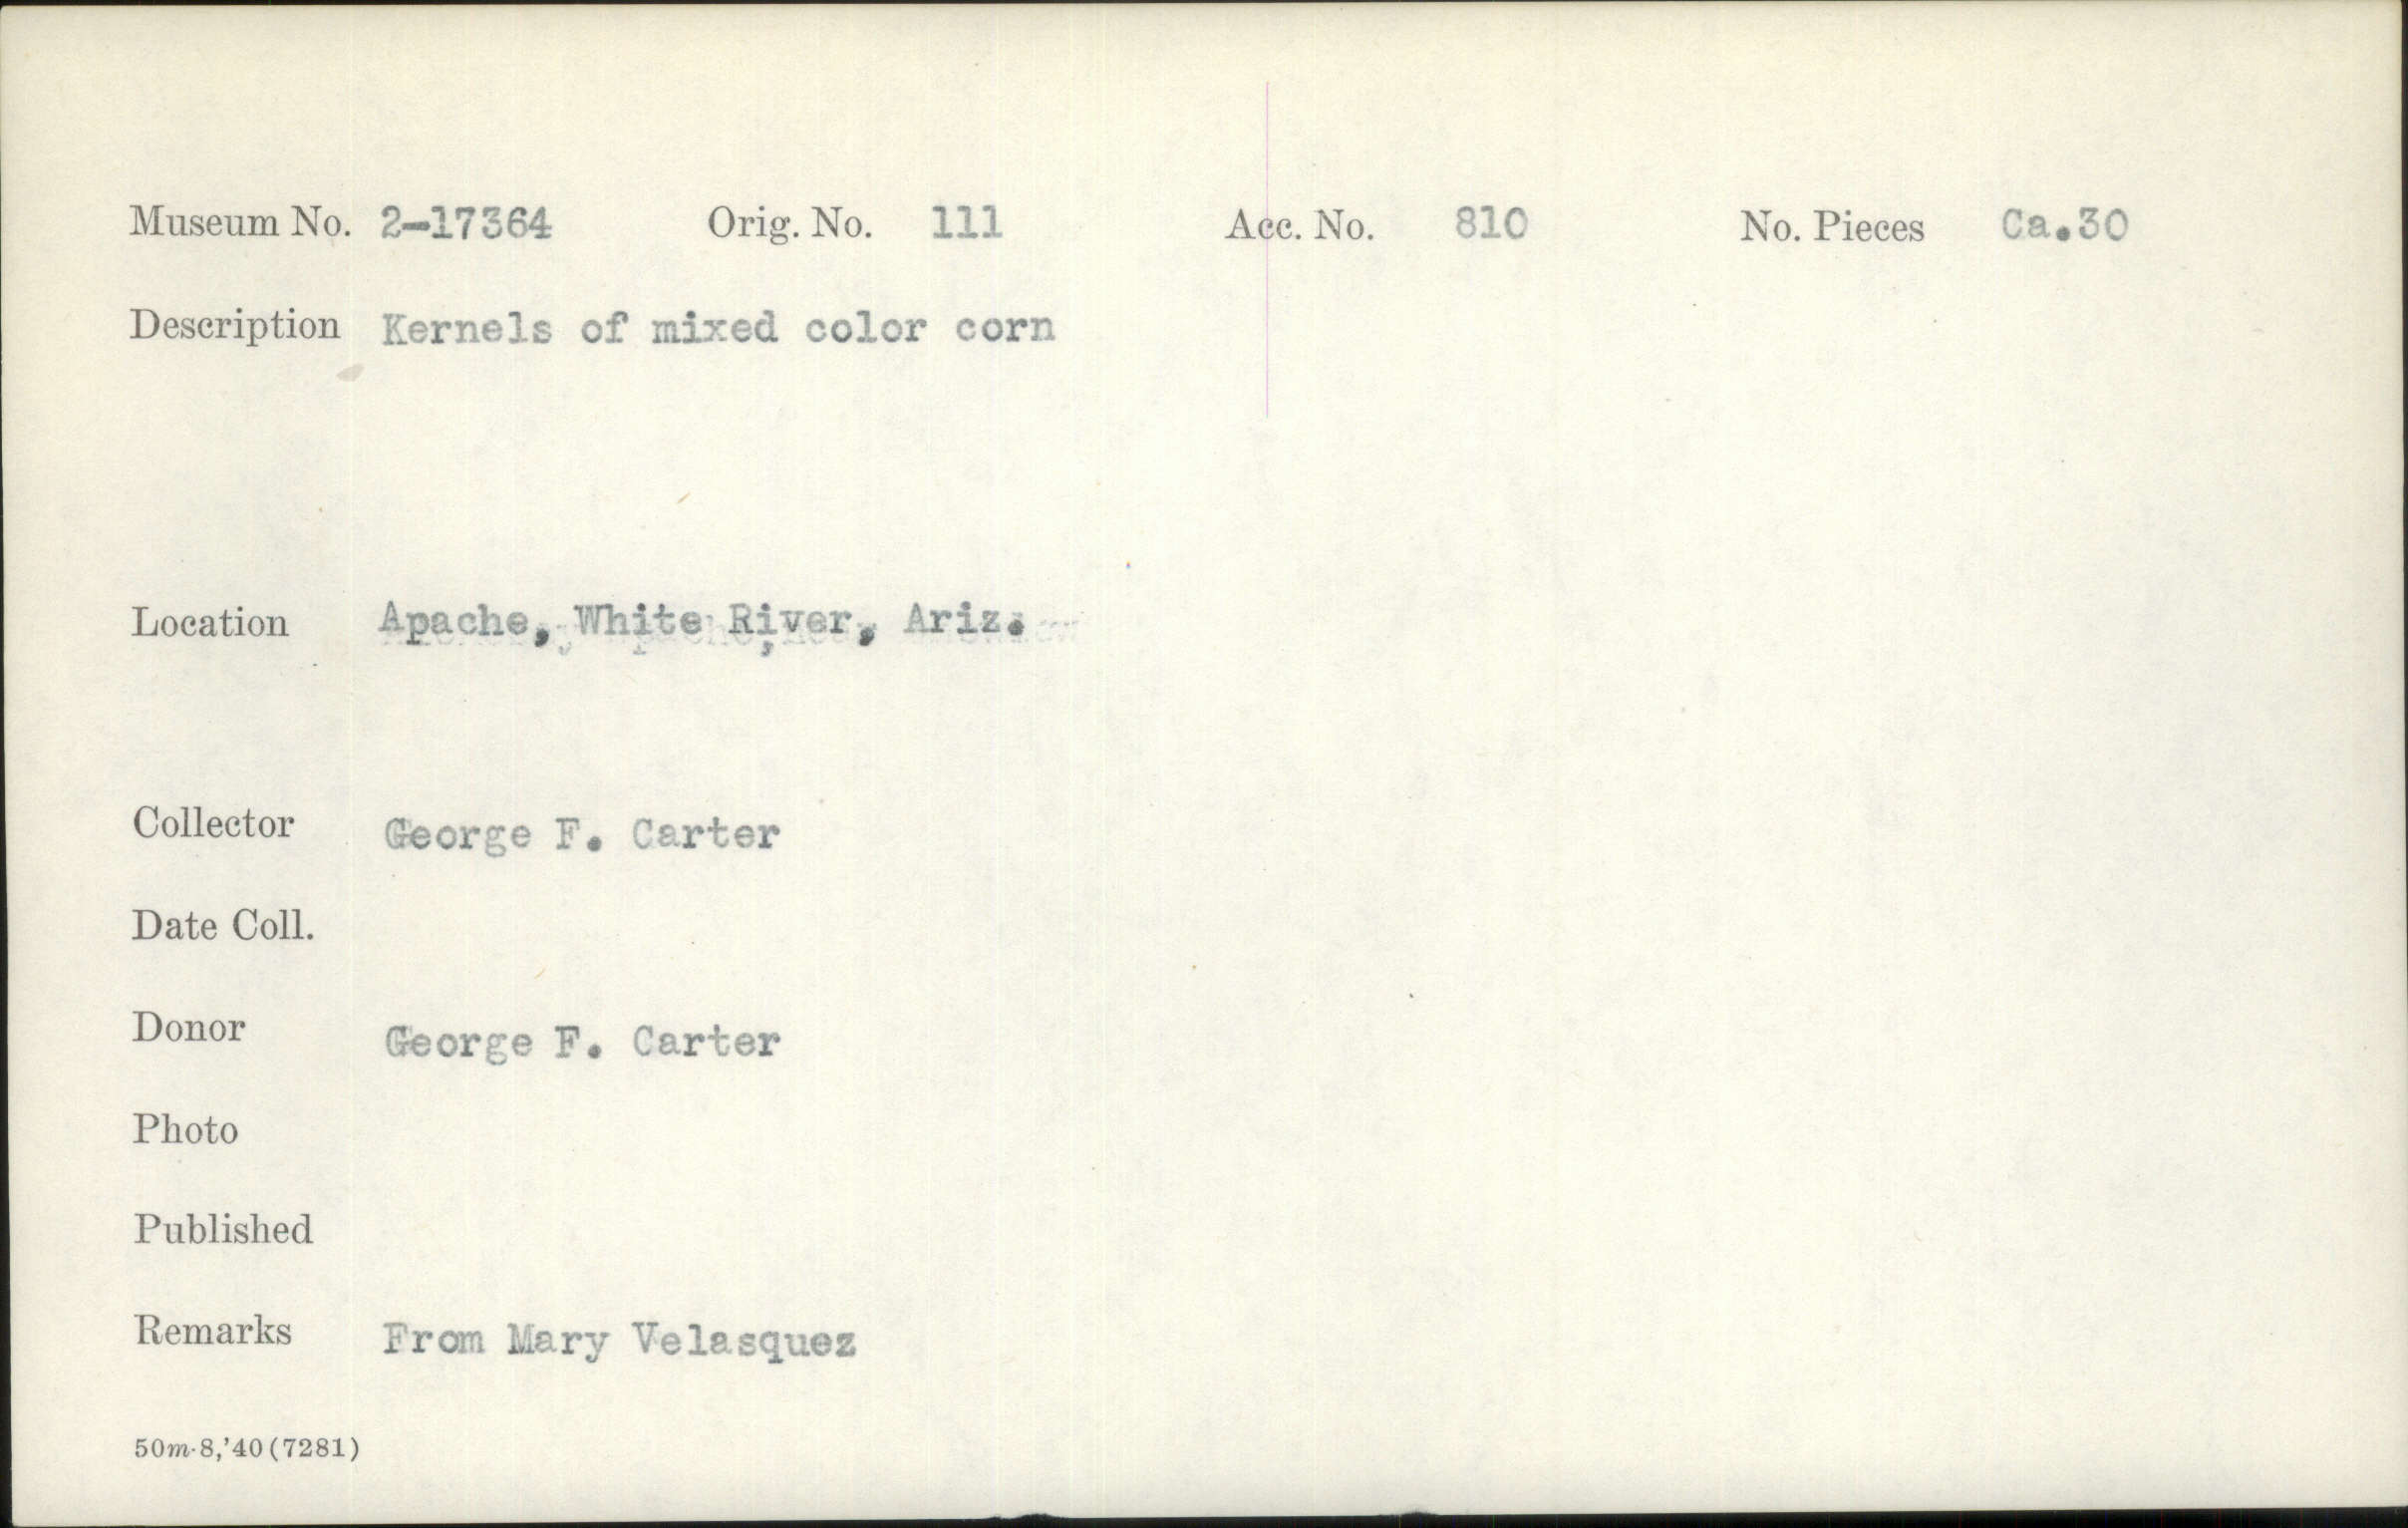 Museum No. 2-17364 Orig. No. 111 Acc. No. 810 No. Pieces Ca.30
Description Kernels of mixed color corn
Location Apache, White River, Ariz.
Collector George F. Carter
Date Coll.
Donor George F. Carter
Photo
Published
Remarks From Mary Velasquez
50m-8,'40(7281)